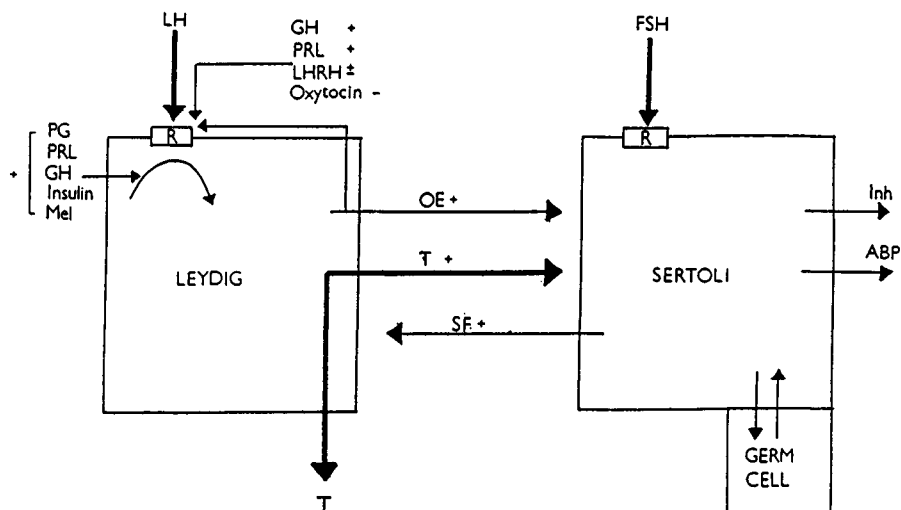 LH
GH +
PRL +
LHRH ±
Oxytocin -
FSH
R
R
+
PG
PRL
GH
Insulin
Mel
OE +
Inh
T +
ABP
LEYDIG
SERTOLI
SF +
GERM
CELL
T